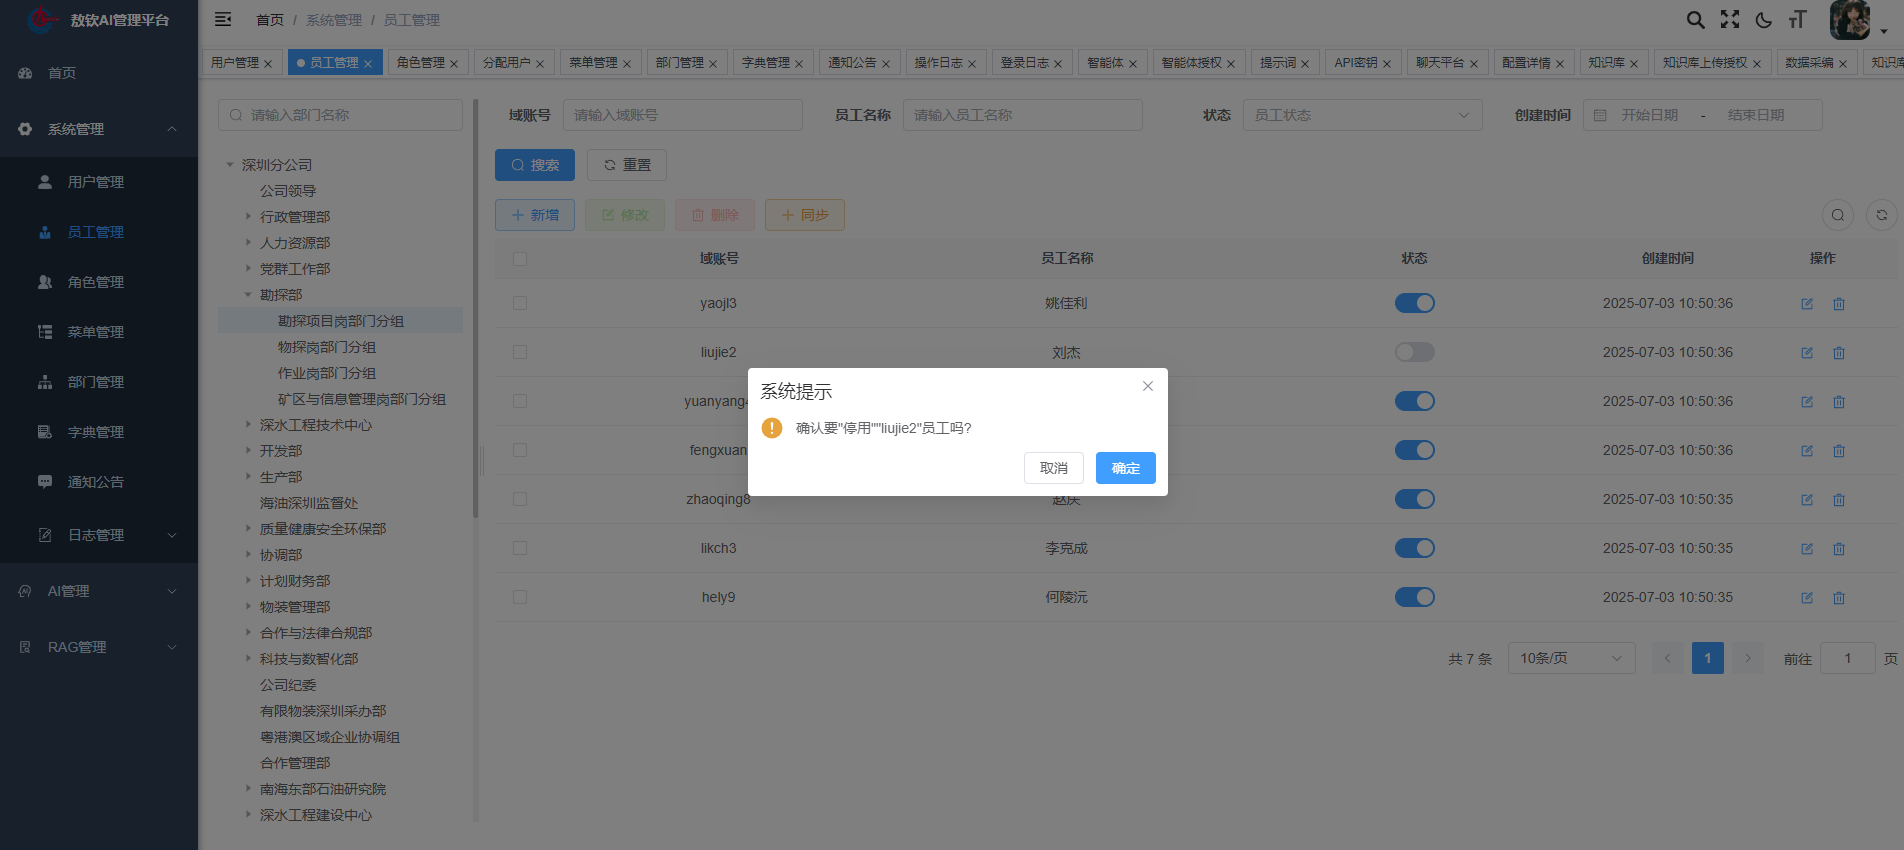 敖钦AI管理平台
首页 / 系统管理 / 员工管理
用户管理 × 员工管理 × 角色管理 × 分配用户 × 菜单管理 × 部门管理 × 字典管理 × 通知公告 × 操作日志 × 登录日志 × 智能体 × 智能体授权 × 提示词 × API密钥 × 聊天平台 × 配置详情 × 知识库 × 知识库上传授权 × 数据采编 × 知识库
首页
系统管理
用户管理
员工管理
角色管理
菜单管理
部门管理
字典管理
通知公告
日志管理
AI管理
RAG管理
请输入部门名称
深圳分公司
公司领导
行政管理部
人力资源部
党群工作部
勘探部
勘探项目岗部门分组
物探岗部门分组
作业岗部门分组
矿区与信息管理岗部门分组
深水工程技术中心
开发部
生产部
海油深圳监督处
质量健康安全环保部
协调部
计划财务部
物装管理部
合作与法律合规部
科技与数智化部
公司纪委
有限物装深圳采办部
粤港澳区域企业协调组
合作管理部
南海东部石油研究院
深水工程建设中心
域账号 请输入域账号 员工名称 请输入员工名称 状态 员工状态 创建时间 开始日期 - 结束日期
搜索 重置
新增 修改 删除 同步
域账号 员工名称 状态 创建时间 操作
yaojl3 姚佳利 2025-07-03 10:50:36
liujie2 刘杰 2025-07-03 10:50:36
yuanyang 2025-07-03 10:50:36
fengxuan 2025-07-03 10:50:36
zhaoqing8 赵庆 2025-07-03 10:50:35
likch3 李克成 2025-07-03 10:50:35
hely9 何陵沅 2025-07-03 10:50:35
共 7 条 10条/页 1 前往 1 页
系统提示
确认要"停用""liujie2"员工吗?
取消 确定